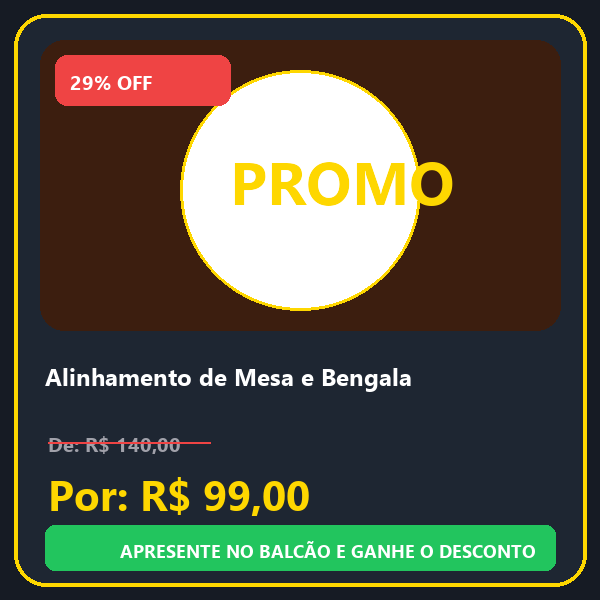 29% OFF
PROMO
Alinhamento de Mesa e Bengala
De: R$ 140,00
Por: R$ 99,00
APRESENTE NO BALCÃO E GANHE O DESCONTO